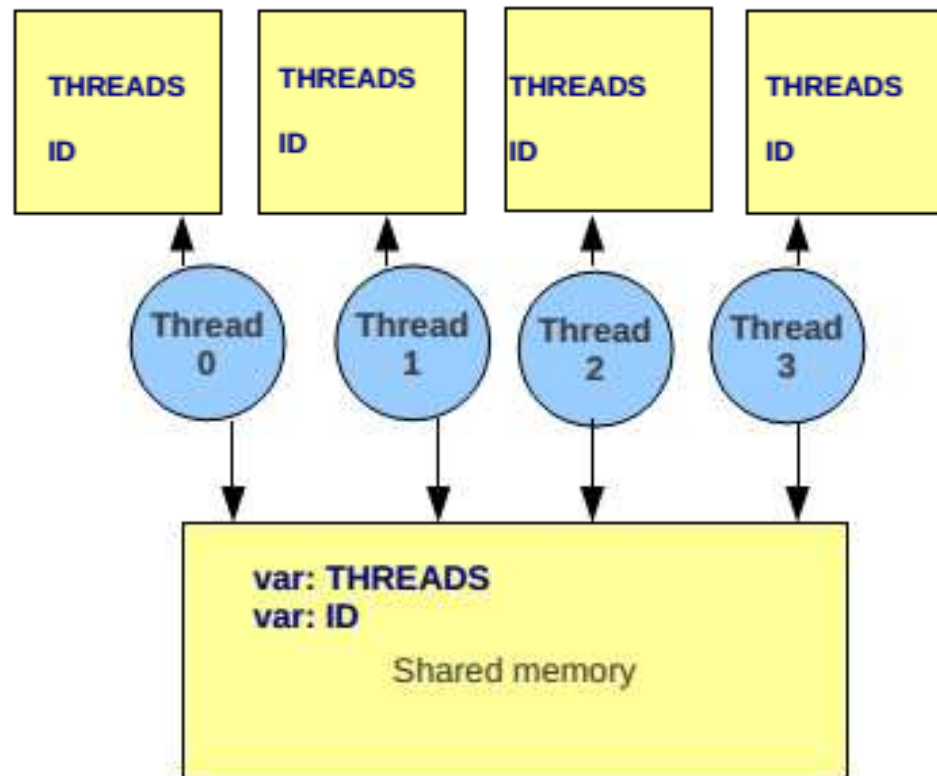 THREADS
ID
THREADS
ID
THREADS
ID
THREADS
ID
Thread
0
Thread
1
Thread
2
Thread
3
var: THREADS
var: ID
Shared memory